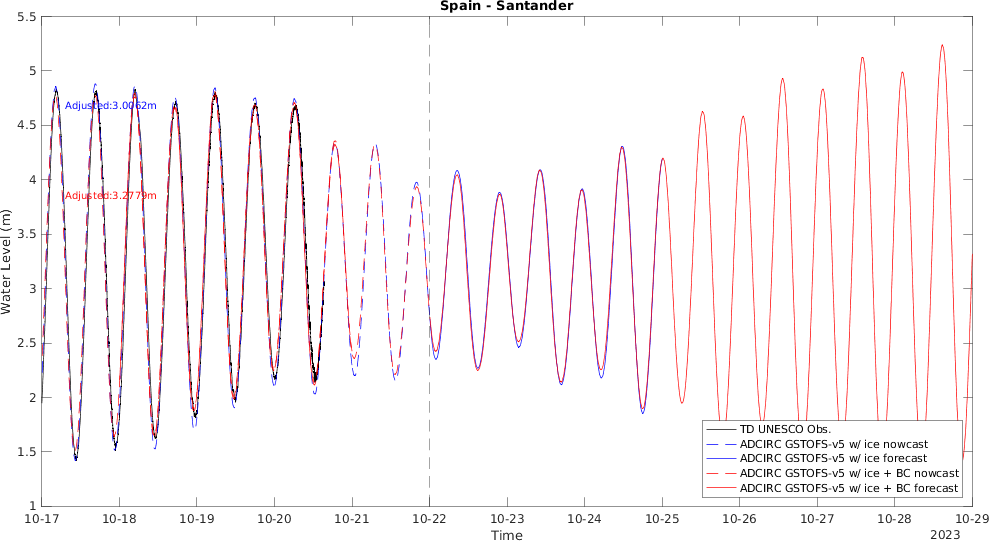 Spain - Santander
5.5
5
4.5
4
3.5
3
2.5
2
1.5
1
Water Level (m)
Adjusted:3.0062m
Adjusted:3.2779m
TD UNESCO Obs.
ADCIRC GSTOFS-v5 w/ ice nowcast
ADCIRC GSTOFS-v5 w/ ice forecast
ADCIRC GSTOFS-v5 w/ ice + BC nowcast
ADCIRC GSTOFS-v5 w/ ice + BC forecast
10-17 10-18 10-19 10-20 10-21 10-22 10-23 10-24 10-25 10-26 10-27 10-28 10-29
Time
2023